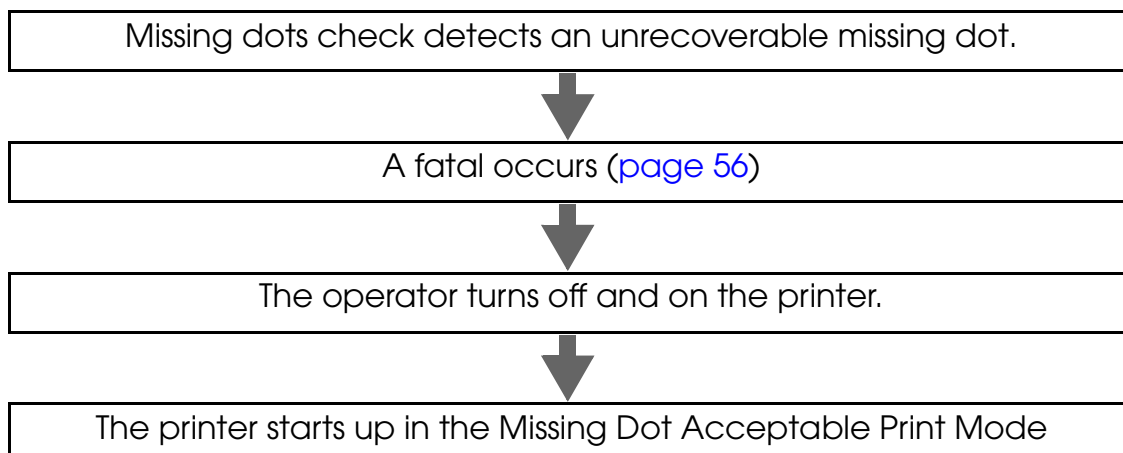 Missing dots check detects an unrecoverable missing dot.
A fatal occurs (page 56)
The operator turns off and on the printer.
The printer starts up in the Missing Dot Acceptable Print Mode